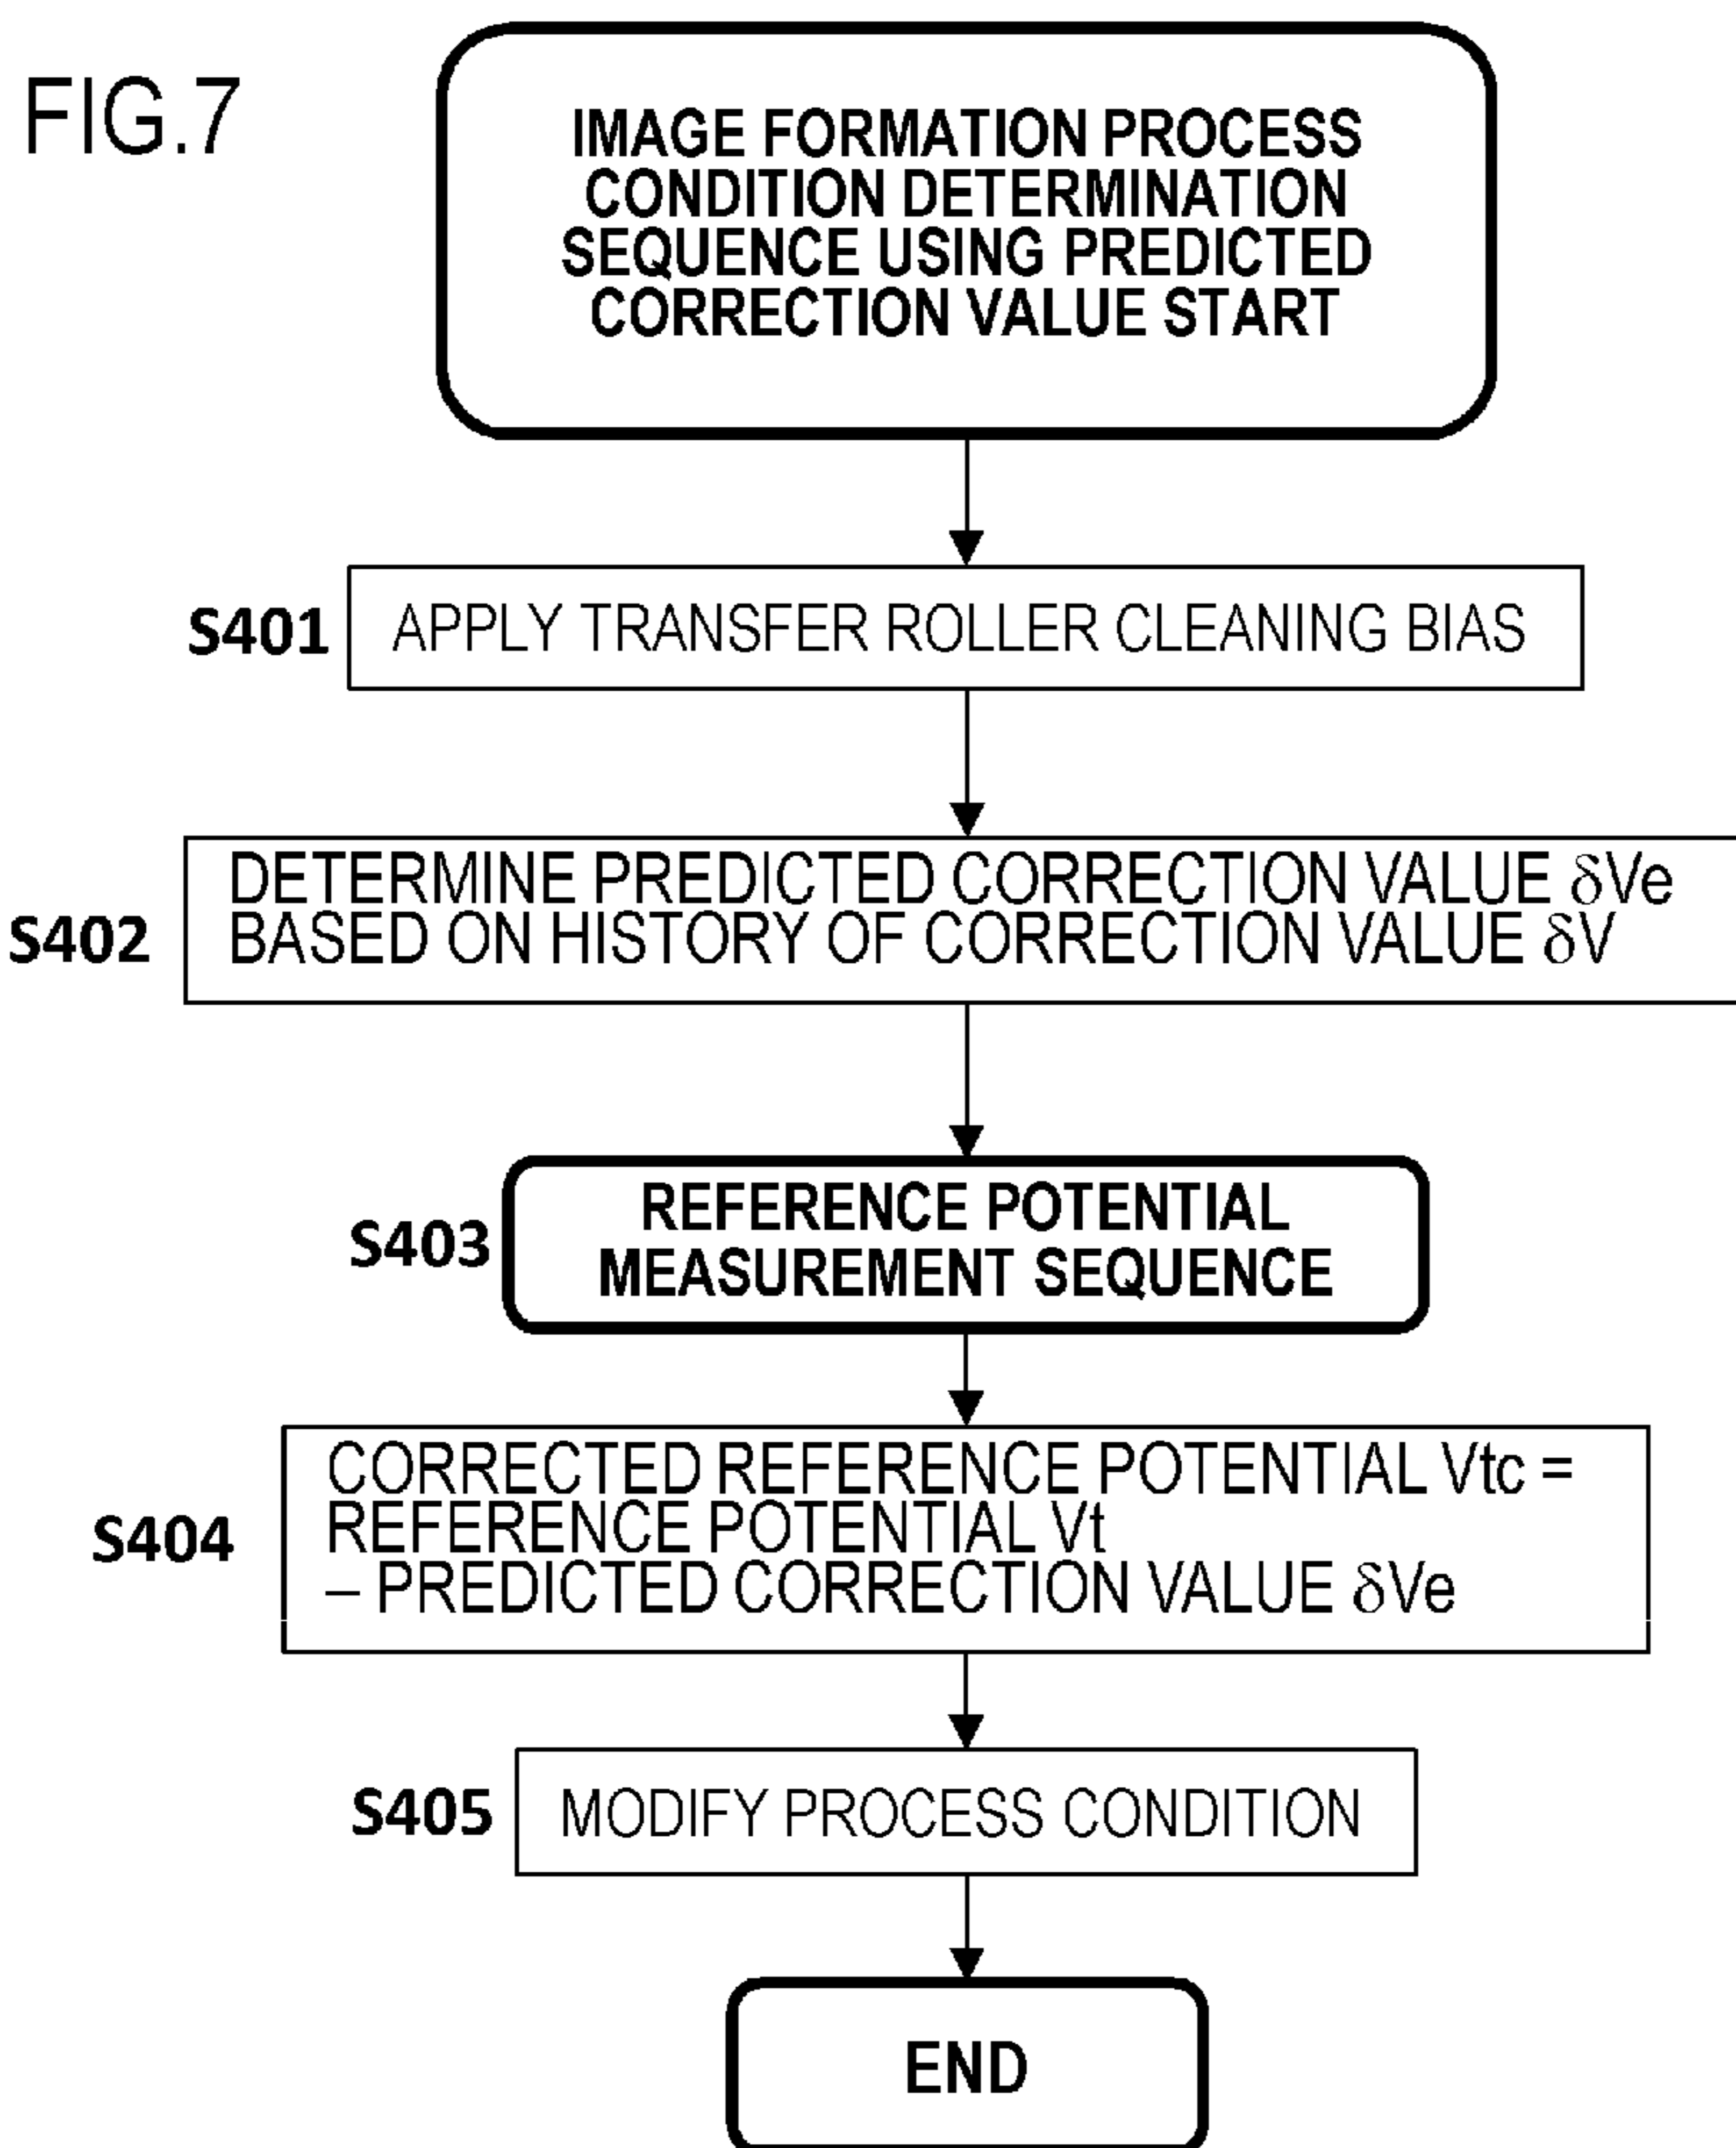 FIG.7
IMAGE FORMATION PROCESS
CONDITION DETERMINATION
SEQUENCE USING PREDICTED
CORRECTION VALUE START
S401
APPLY TRANSFER ROLLER CLEANING BIAS
S402
DETERMINE PREDICTED CORRECTION VALUE δVe
BASED ON HISTORY OF CORRECTION VALUE δV
S403
REFERENCE POTENTIAL
MEASUREMENT SEQUENCE
S404
CORRECTED REFERENCE POTENTIAL Vtc =
REFERENCE POTENTIAL Vt
– PREDICTED CORRECTION VALUE δVe
S405
MODIFY PROCESS CONDITION
END